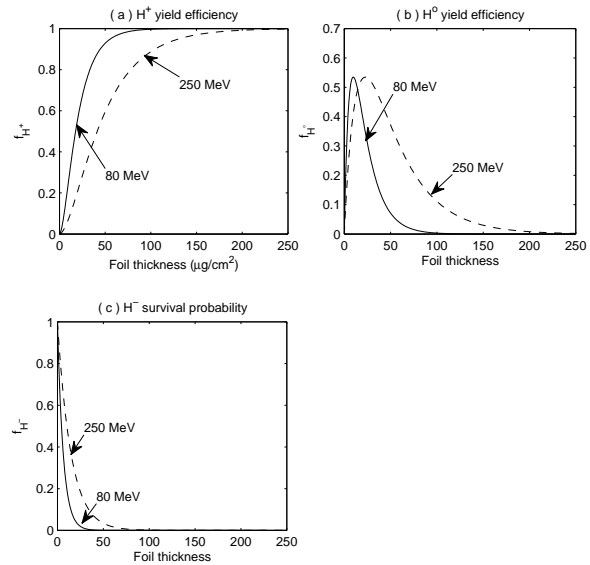 ( a ) H⁺ yield efficiency
1
0.8
0.6
0.4
0.2
0
f_H⁺
250 MeV
80 MeV
0 50 100 150 200 250
Foil thickness (μg/cm²)
( b ) H⁰ yield efficiency
0.7
0.6
0.5
0.4
0.3
0.2
0.1
0
f_H°
80 MeV
250 MeV
0 50 100 150 200 250
Foil thickness
( c ) H⁻ survival probability
1
0.8
0.6
0.4
0.2
0
f_H⁻
250 MeV
80 MeV
0 50 100 150 200 250
Foil thickness